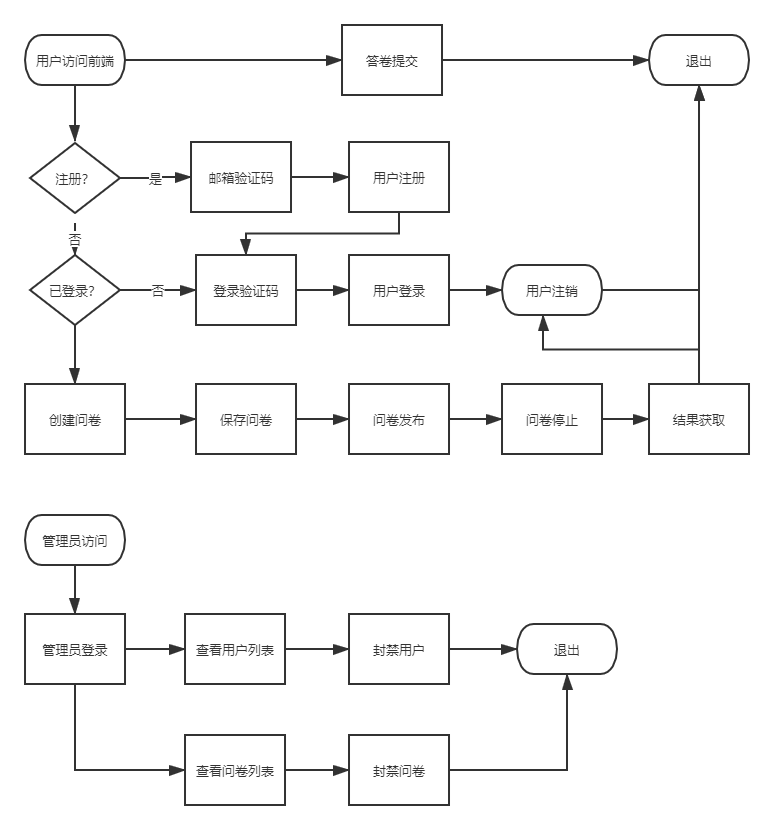 用户访问前端
答卷提交
退出
注册?
是
邮箱验证码
用户注册
否
已登录?
否
登录验证码
用户登录
用户注销
创建问卷
保存问卷
问卷发布
问卷停止
结果获取
管理员访问
管理员登录
查看用户列表
封禁用户
退出
查看问卷列表
封禁问卷